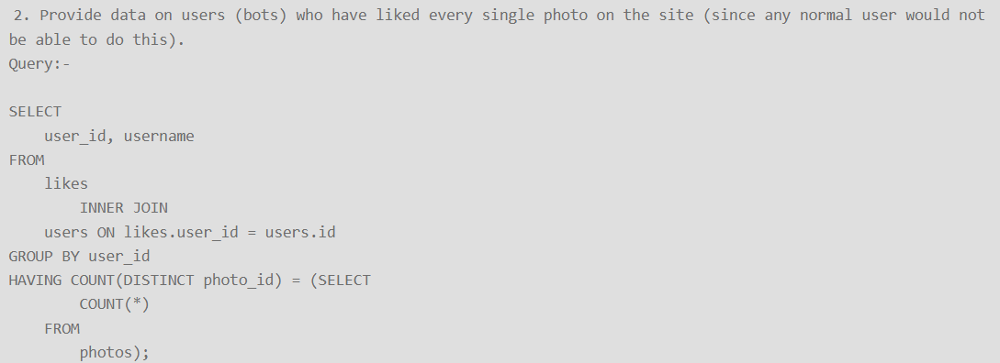 2. Provide data on users (bots) who have liked every single photo on the site (since any normal user would not
be able to do this).
Query:-
SELECT
user_id, username
FROM
likes
INNER JOIN
users ON likes.user_id = users.id
GROUP BY user_id
HAVING COUNT(DISTINCT photo_id) = (SELECT
COUNT(*)
FROM
photos);